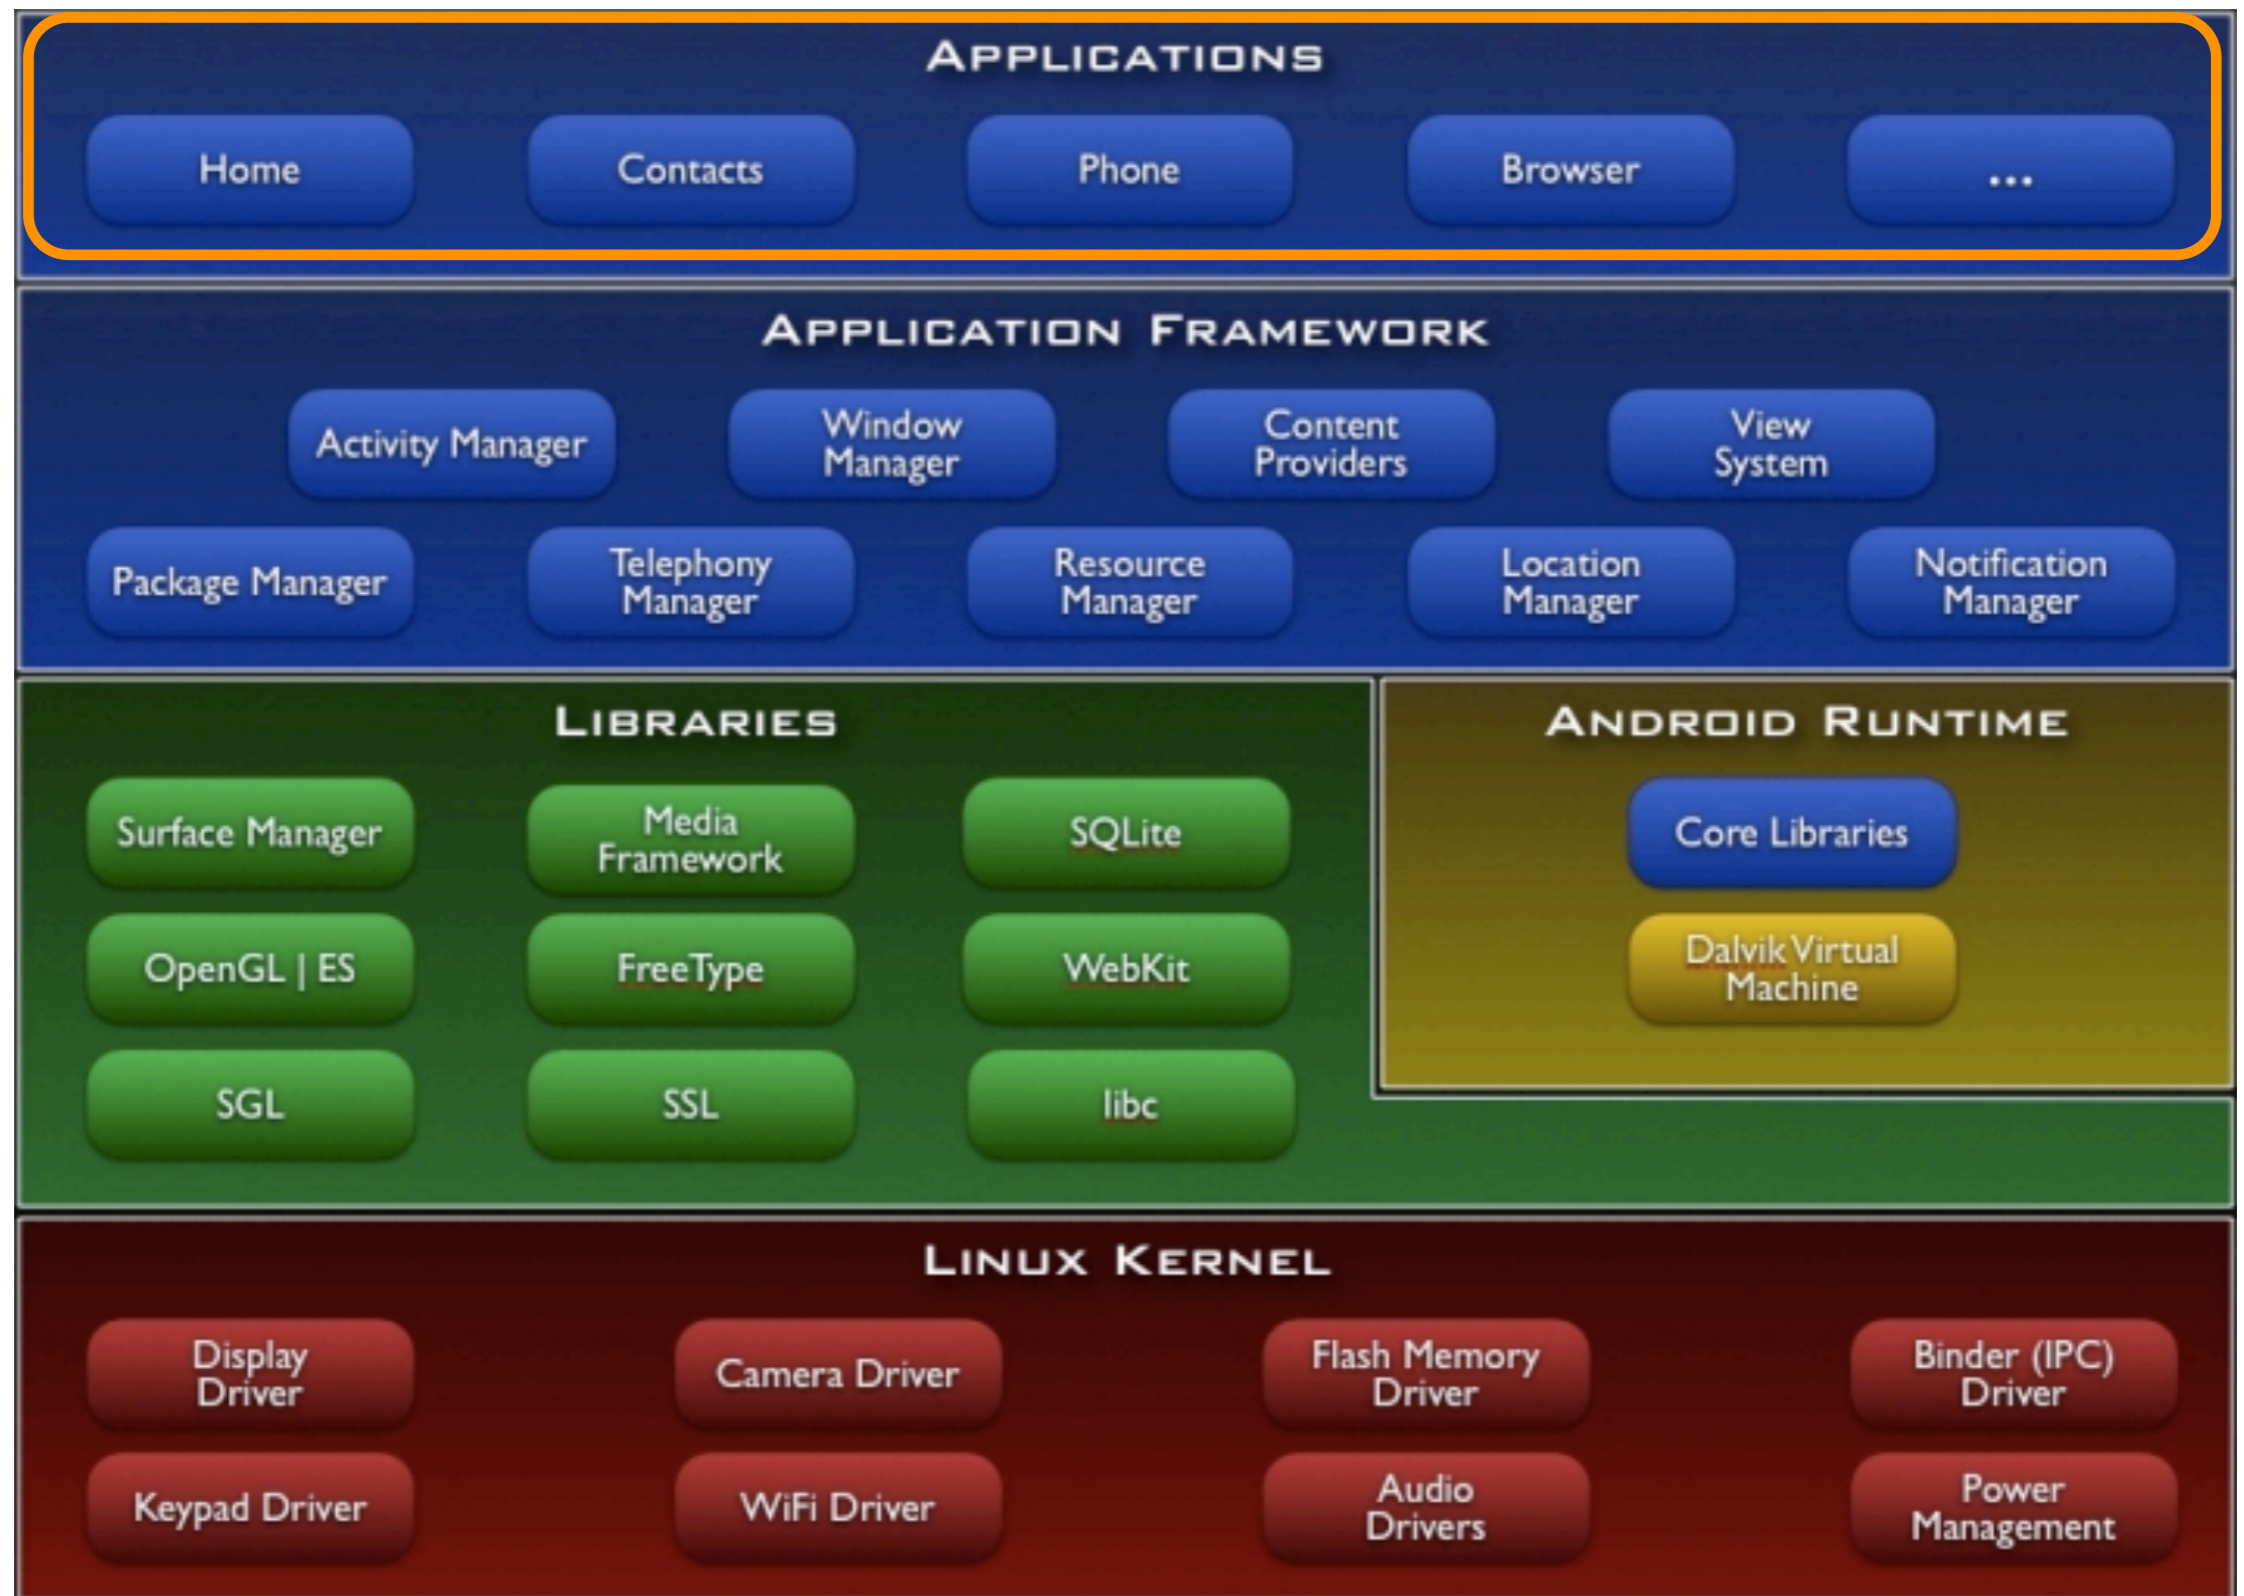 APPLICATIONS
Home
Contacts
Phone
Browser
...
APPLICATION FRAMEWORK
Activity Manager
Window
Manager
Content
Providers
View
System
Package Manager
Telephony
Manager
Resource
Manager
Location
Manager
Notification
Manager
LIBRARIES
Surface Manager
Media
Framework
SQLite
OpenGL | ES
FreeType
WebKit
SGL
SSL
libc
ANDROID RUNTIME
Core Libraries
Dalvik Virtual
Machine
LINUX KERNEL
Display
Driver
Camera Driver
Flash Memory
Driver
Binder (IPC)
Driver
Keypad Driver
WiFi Driver
Audio
Drivers
Power
Management